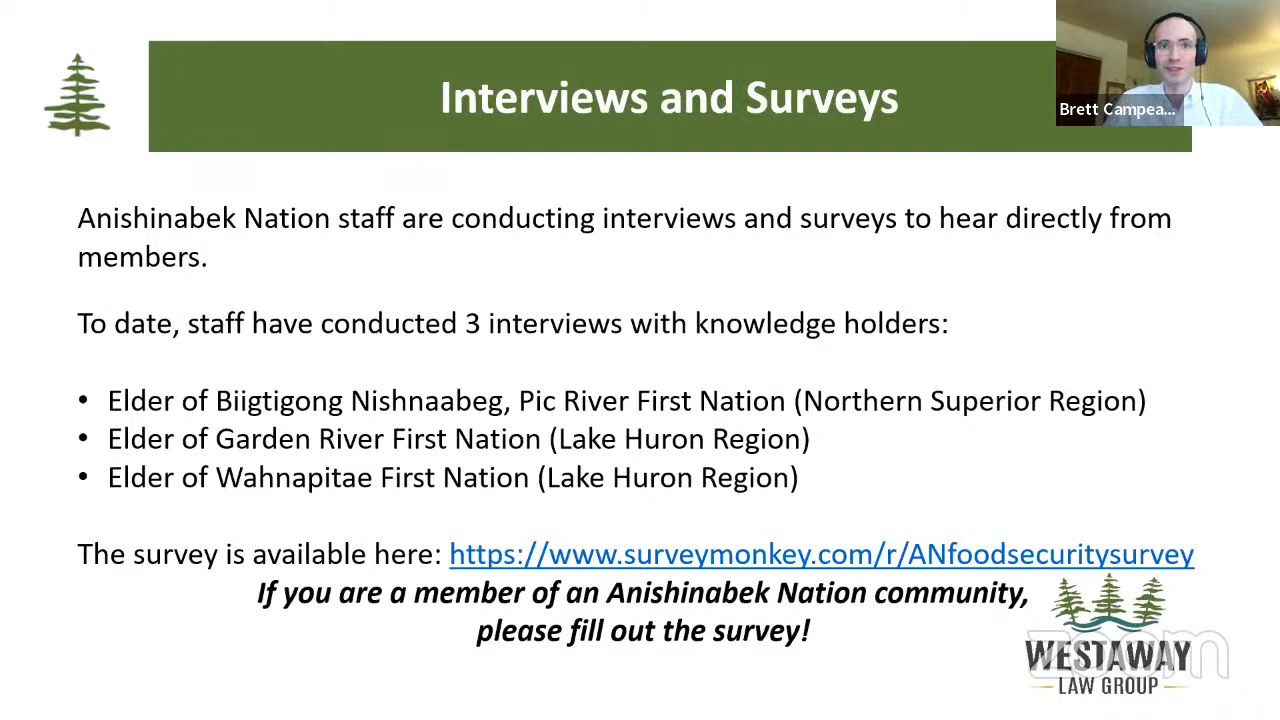 Interviews and Surveys
Brett Campea...
Anishinabek Nation staff are conducting interviews and surveys to hear directly from
members.
To date, staff have conducted 3 interviews with knowledge holders:
• Elder of Biigtigong Nishnaabeg, Pic River First Nation (Northern Superior Region)
• Elder of Garden River First Nation (Lake Huron Region)
• Elder of Wahnapitae First Nation (Lake Huron Region)
The survey is available here: https://www.surveymonkey.com/r/ANfoodsecuritysurvey
If you are a member of an Anishinabek Nation community,
please fill out the survey!
zoom
WESTAWAY
LAW GROUP